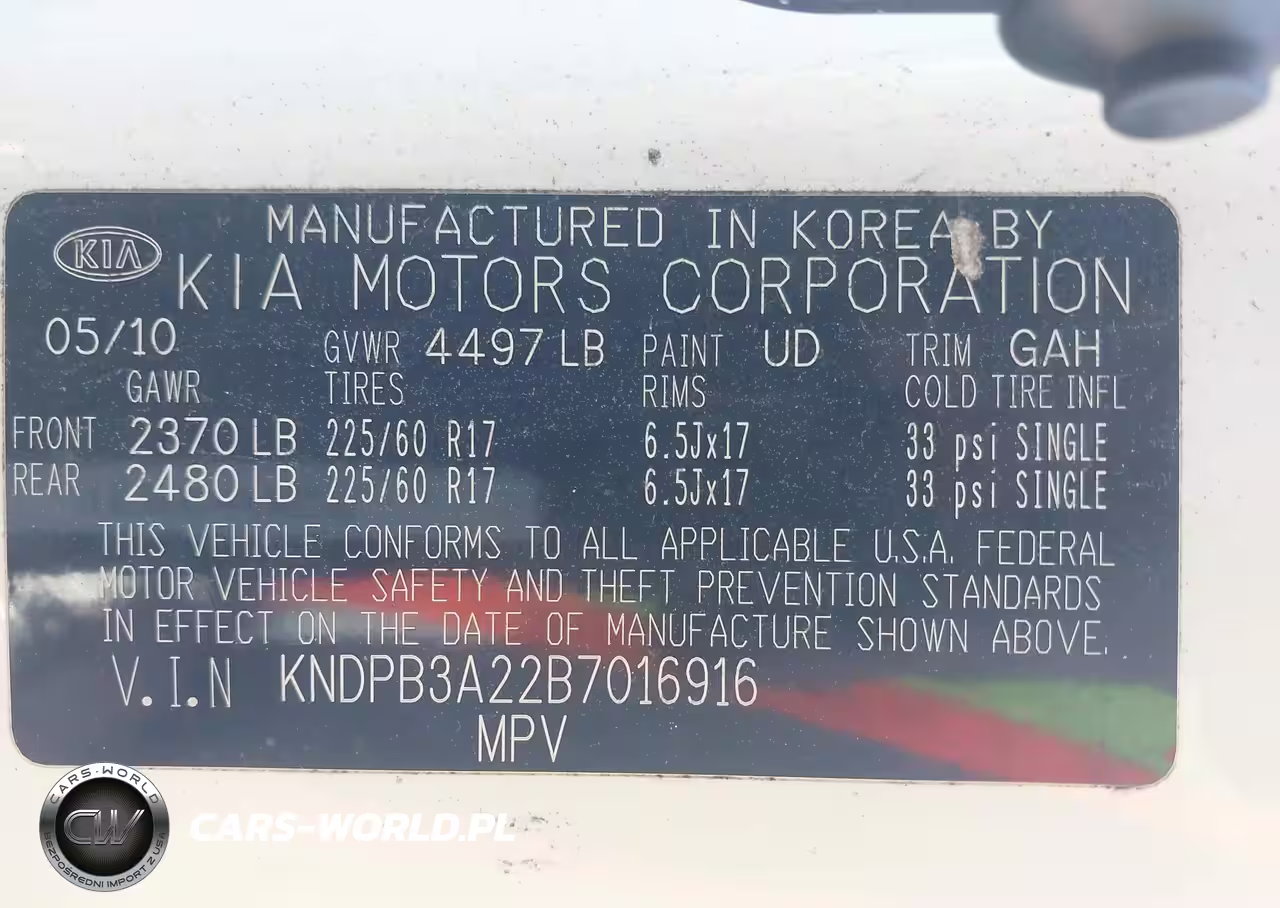 MANUFACTURED IN KOREA BY
KIA KIA MOTORS CORPORATION
05/10 GVWR 4497 LB PAINT UD TRIM GAH
GAWR TIRES RIMS COLD TIRE INFL
FRONT 2370 LB 225/60 R17 6.5Jx17 33 psi SINGLE
REAR 2480 LB 225/60 R17 6.5Jx17 33 psi SINGLE
THIS VEHICLE CONFORMS TO ALL APPLICABLE U.S.A. FEDERAL
MOTOR VEHICLE SAFETY AND THEFT PREVENTION STANDARDS
IN EFFECT ON THE DATE OF MANUFACTURE SHOWN ABOVE.
V.I.N KNDPB3A22B7016916
MPV
CARS-WORLD
CW
BEZPOŚREDNI IMPORT Z USA
CARS-WORLD.PL